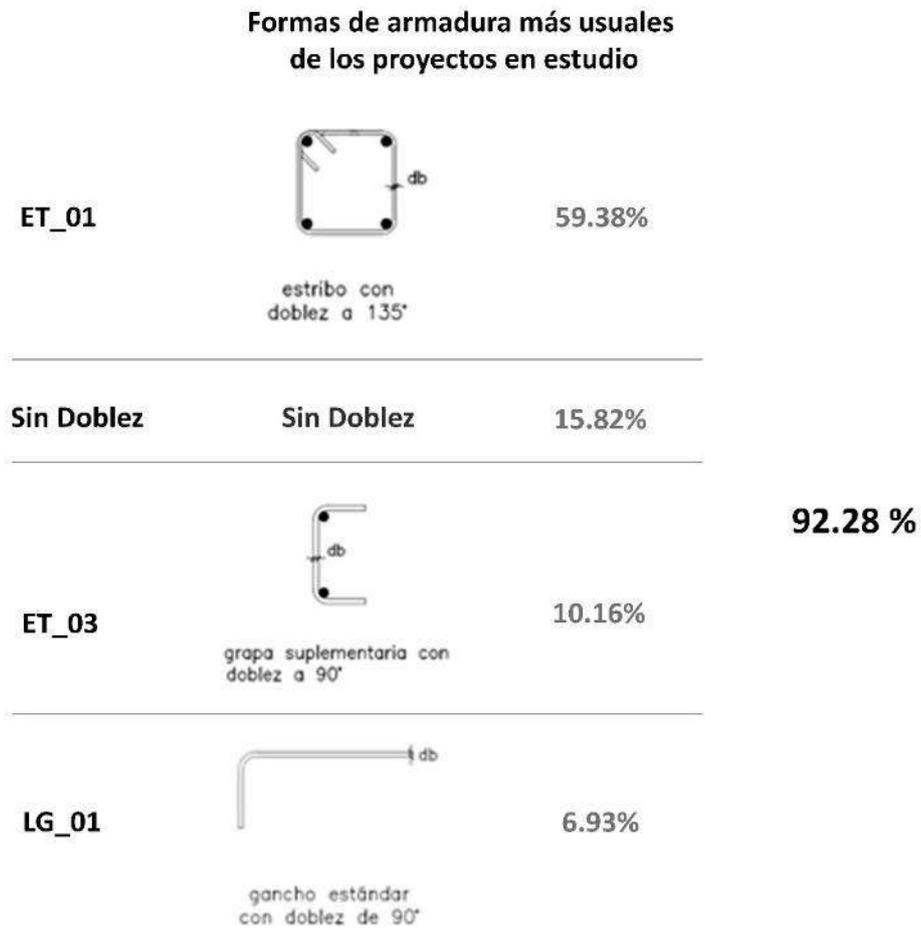 Formas de armadura más usuales
de los proyectos en estudio
db
ET_01
59.38%
estribo con
doblez a 135°
Sin Doblez
Sin Doblez
15.82%
92.28 %
db
ET_03
10.16%
grapa suplementaria con
doblez a 90°
db
LG_01
6.93%
gancho estándar
con doblez de 90°